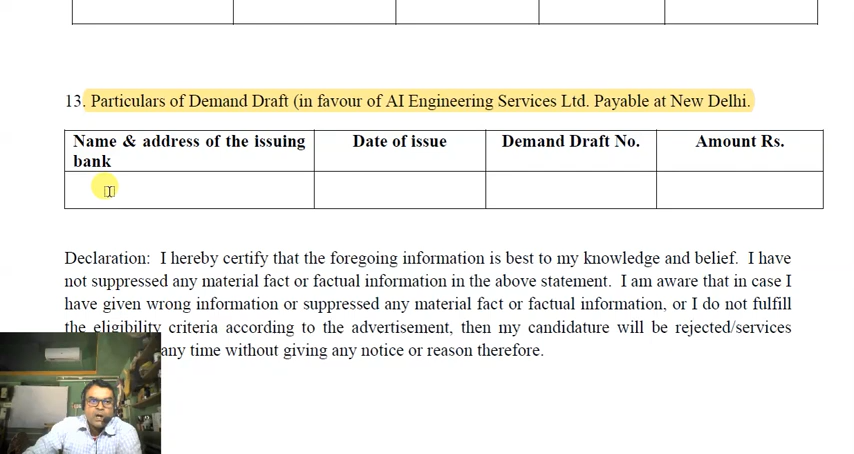 13. Particulars of Demand Draft (in favour of AI Engineering Services Ltd. Payable at New Delhi.
Name & address of the issuing bank
Date of issue
Demand Draft No.
Amount Rs.
Declaration: I hereby certify that the foregoing information is best to my knowledge and belief. I have
not suppressed any material fact or factual information in the above statement. I am aware that in case I
have given wrong information or suppressed any material fact or factual information, or I do not fulfill
the eligibility criteria according to the advertisement, then my candidature will be rejected/services
any time without giving any notice or reason therefore.